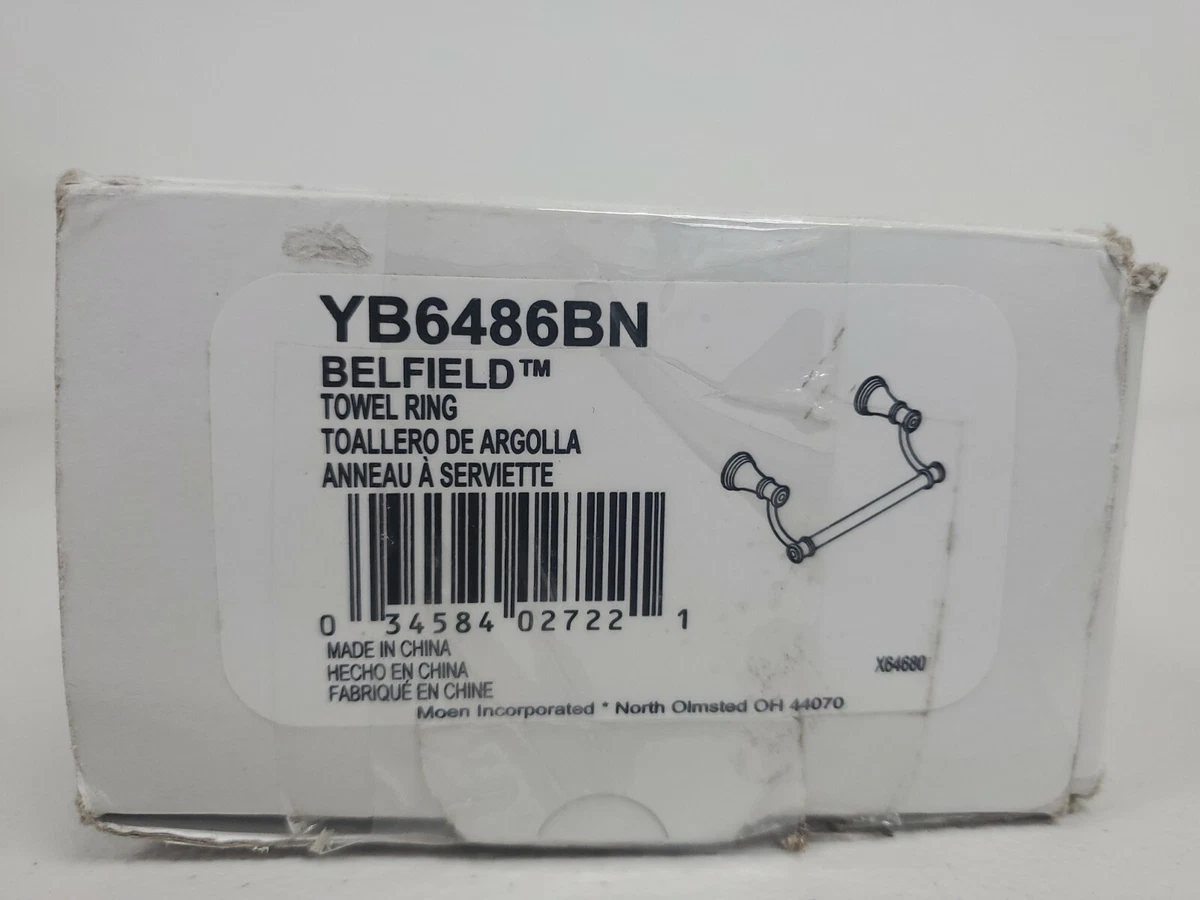 YB6486BN
BELFIELD™
TOWEL RING
TOALLERO DE ARGOLLA
ANNEAU À SERVIETTE
0 34584 02722 1
MADE IN CHINA
HECHO EN CHINA
FABRIQUÉ EN CHINE
X64680
Moen Incorporated * North Olmsted OH 44070